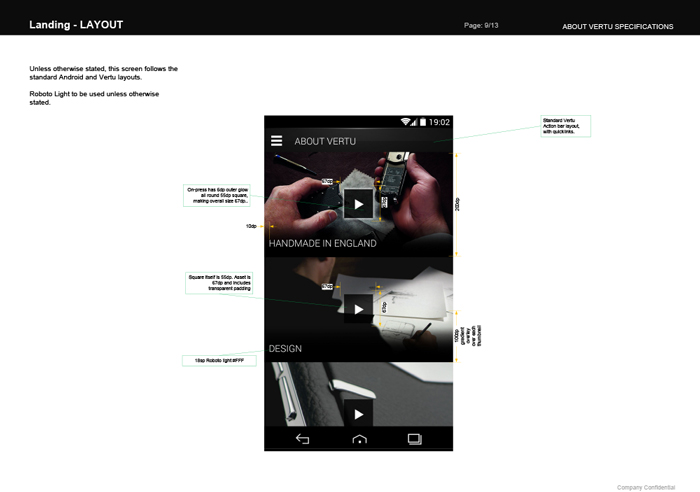 Landing - LAYOUT
Page: 9/13
ABOUT VERTU SPECIFICATIONS
Unless otherwise stated, this screen follows the
standard Android and Vertu layouts.
Roboto Light to be used unless otherwise
stated.
19:02
ABOUT VERTU
Standard Vertu
Action bar layout,
with quicklinks.
On-press has 6dp outer glow
all round 55dp square,
making overall size 67dp..
67dp
67dp
260dp
10dp
HANDMADE IN ENGLAND
Square itself is 55dp. Asset is
67dp and includes
transparent padding
67dp
67dp
100dp
gradient
overlay
over each
thumbnail
DESIGN
18sp Roboto light #FFF
Company Confidential